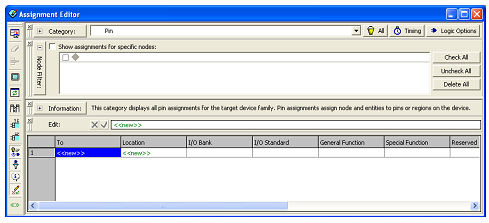 Assignment Editor
Category: Pin All Timing Logic Options
Node Filter:
Show assignments for specific nodes:
Check All
Uncheck All
Delete All
Information: This category displays all pin assignments for the target device family. Pin assignments assign node and entities to pins or regions on the device.
Edit: <<new>>
To Location I/O Bank I/O Standard General Function Special Function Reserved
1 <<new>> <<new>>